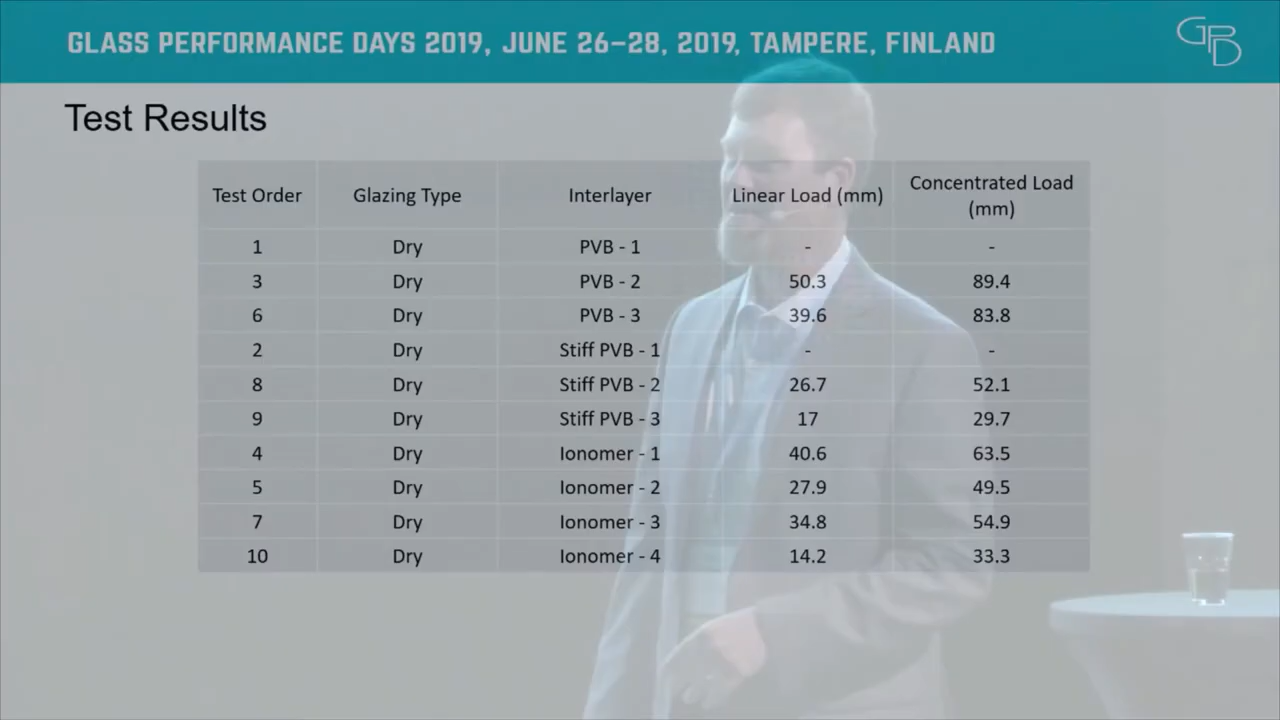 GLASS PERFORMANCE DAYS 2019, JUNE 26–28, 2019, TAMPERE, FINLAND
GPD
Test Results
Test Order Glazing Type Interlayer Linear Load (mm) Concentrated Load (mm)
1 Dry PVB - 1 - -
3 Dry PVB - 2 50.3 89.4
6 Dry PVB - 3 39.6 83.8
2 Dry Stiff PVB - 1 - -
8 Dry Stiff PVB - 2 26.7 52.1
9 Dry Stiff PVB - 3 17 29.7
4 Dry Ionomer - 1 40.6 63.5
5 Dry Ionomer - 2 27.9 49.5
7 Dry Ionomer - 3 34.8 54.9
10 Dry Ionomer - 4 14.2 33.3